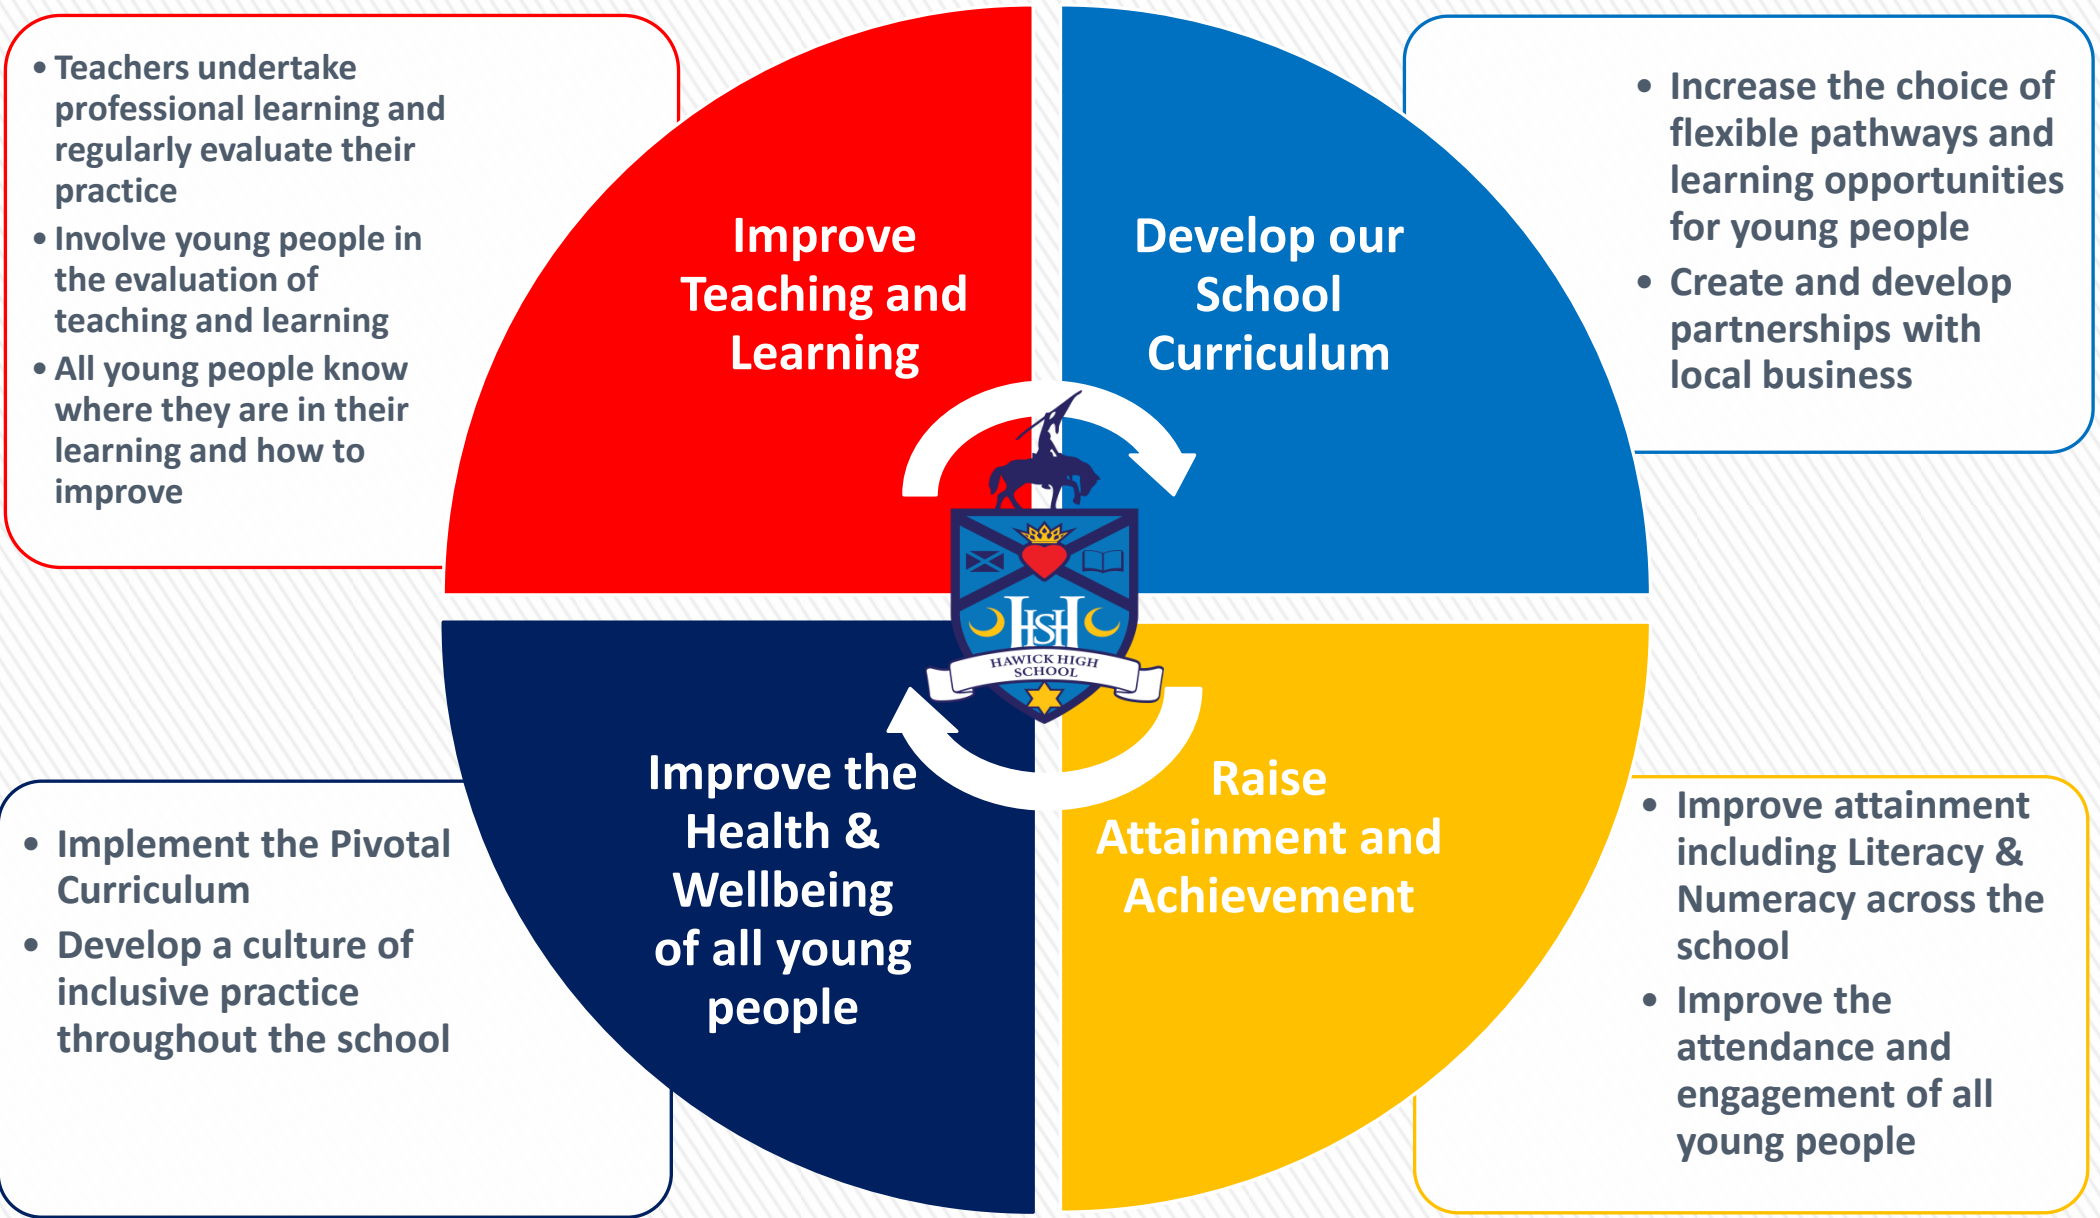 • Teachers undertake
professional learning and
regularly evaluate their
practice
• Involve young people in
the evaluation of
teaching and learning
• All young people know
where they are in their
learning and how to
improve
Improve
Teaching and
Learning
Develop our
School
Curriculum
• Increase the choice of
flexible pathways and
learning opportunities
for young people
• Create and develop
partnerships with
local business
HSH
HAWICK HIGH
SCHOOL
• Implement the Pivotal
Curriculum
• Develop a culture of
inclusive practice
throughout the school
Improve the
Health &
Wellbeing
of all young
people
Raise
Attainment and
Achievement
• Improve attainment
including Literacy &
Numeracy across the
school
• Improve the
attendance and
engagement of all
young people